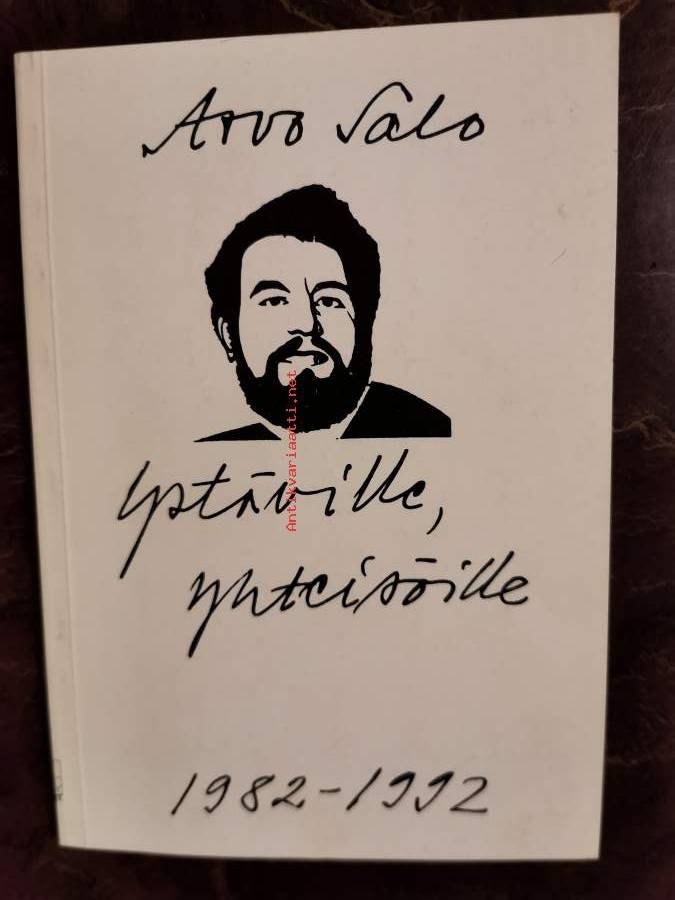 Arvo Salo
Antikvariaatti.net
Ystäville,
yhteisöille
1982-1992